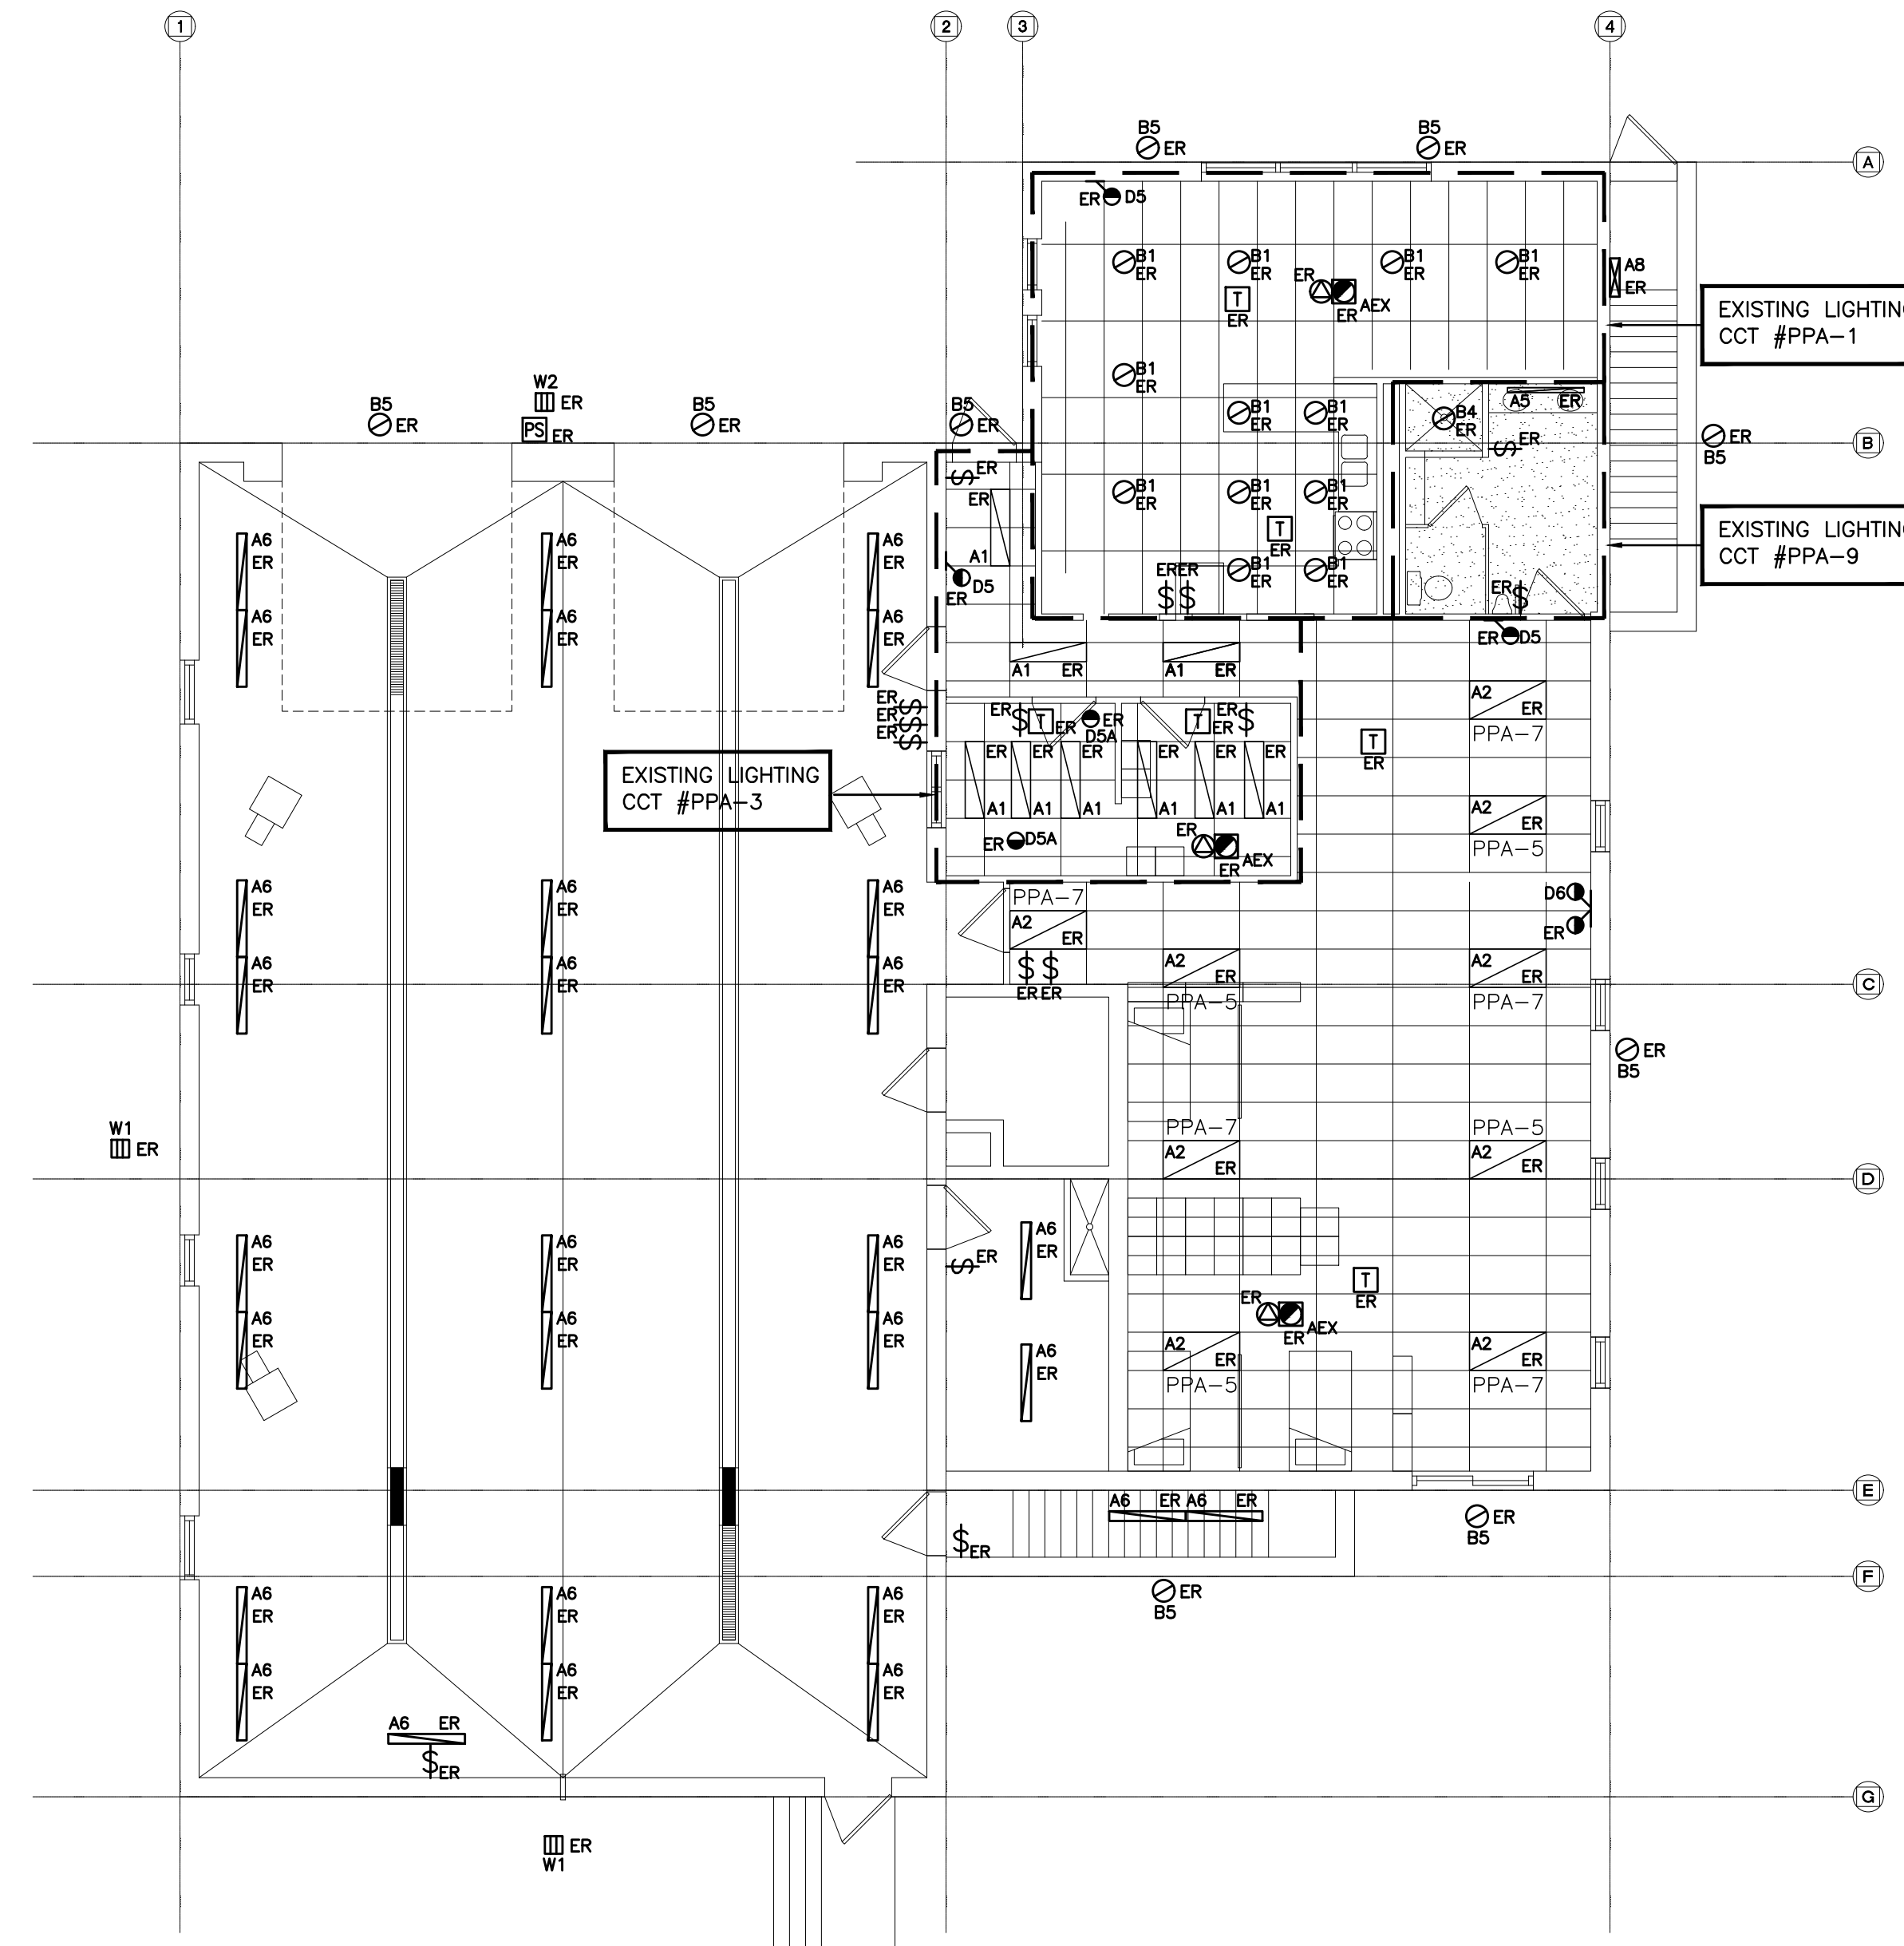 1
2
3
4
B5
ER
B5
ER
A
ER D5
B1
ER
B1
ER
B1
ER
B1
ER
A8
ER
ER
T
ER
AEX
ER
EXISTING LIGHTING
CCT #PPA-1
B1
ER
W2
ER
PS
ER
B5
ER
B5
ER
B5
ER
B1
ER
B1
ER
B4
ER
A5
ER
$
ER
ER
B5
B
$
ER
ER
A1
B1
ER
B1
ER
B1
ER
T
ER
EXISTING LIGHTING
CCT #PPA-9
A6
ER
A6
ER
A6
ER
D5
ER
B1
ER
B1
ER
ER ER
$ $
ER
$
A6
ER
A6
ER
A6
ER
ER D5
A1
ER
A1
ER
A2
ER
PPA-7
ER $
ER $
ER $
ER
$
T
ER
ER
D5A
T
ER
ER
$
T
ER
EXISTING LIGHTING
CCT #PPA-3
ER
A1
ER
A1
ER
A1
ER
A1
ER
A1
ER
A1
A2
ER
PPA-5
ER D5A
ER
AEX
ER
A6
ER
A6
ER
A6
ER
PPA-7
A2
ER
D6
ER
A6
ER
A6
ER
A6
ER
$ $
ER ER
A2
ER
PPA-5
A2
ER
PPA-7
C
ER
B5
W1
ER
PPA-7
A2
ER
PPA-5
A2
ER
D
A6
ER
A6
ER
A6
ER
A6
ER
$
ER
T
ER
A6
ER
A6
ER
A6
ER
A6
ER
ER
AEX
ER
A2
ER
PPA-5
A2
ER
PPA-7
E
A6 ER
A6 ER
$
ER
ER
B5
F
A6
ER
A6
ER
A6
ER
ER
B5
A6
ER
A6
ER
A6
ER
A6 ER
$
ER
G
ER
W1